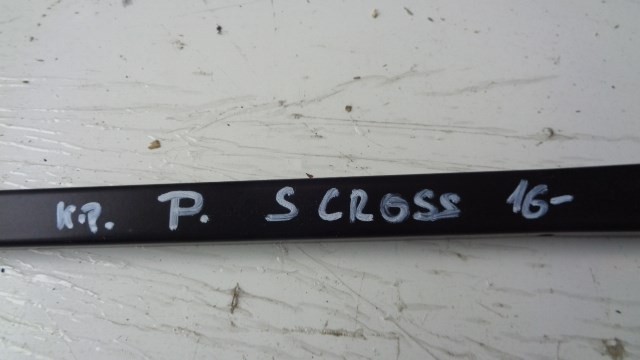 K.P. P. S CROSS 16-